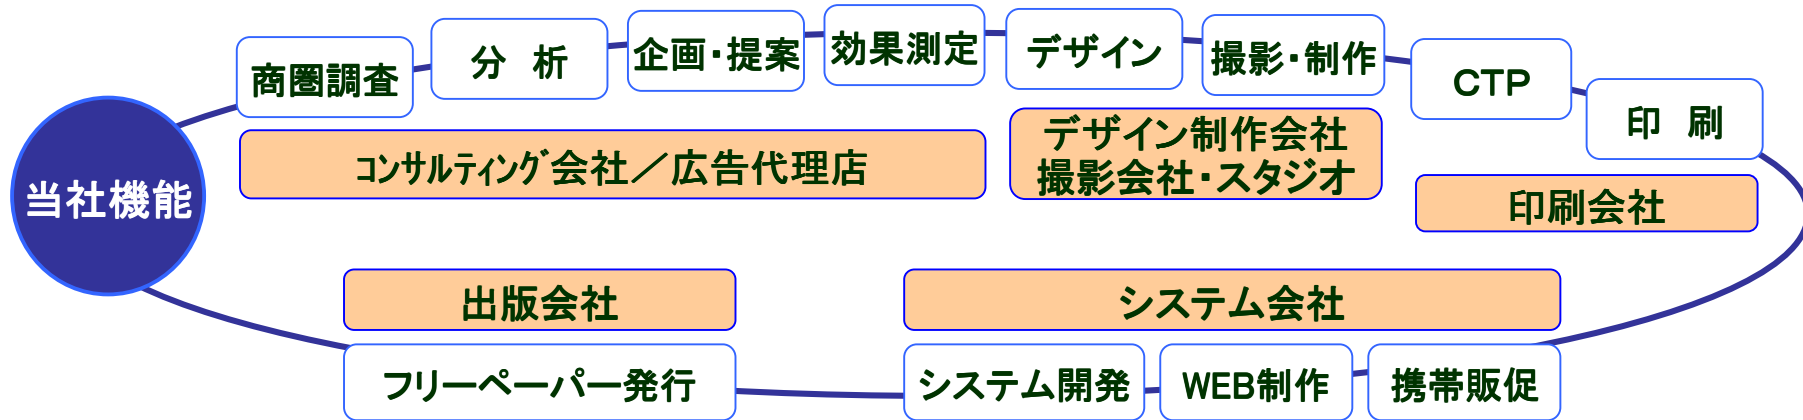 商圏調査
分　析
企画・提案
効果測定
デザイン
撮影・制作
CTP
印　刷
当社機能
コンサルティング会社／広告代理店
デザイン制作会社
撮影会社・スタジオ
印刷会社
出版会社
システム会社
フリーペーパー発行
システム開発
WEB制作
携帯販促